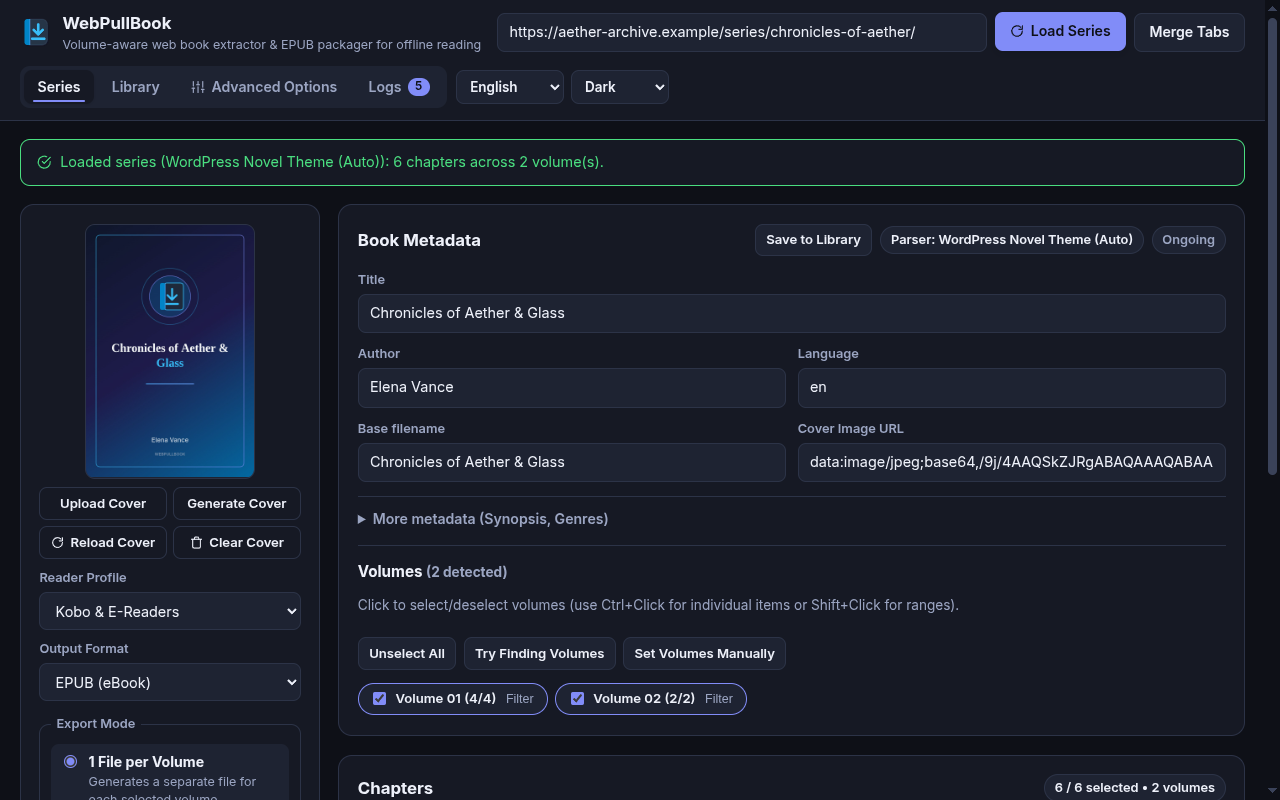 WebPullBook
Volume-aware web book extractor & EPUB packager for offline reading
https://aether-archive.example/series/chronicles-of-aether/
Load Series
Merge Tabs
Series
Library
Advanced Options
Logs 5
English
Dark
Loaded series (WordPress Novel Theme (Auto)): 6 chapters across 2 volume(s).
Chronicles of Aether &
Glass
Elena Vance
WEBPULLBOOK
Upload Cover
Generate Cover
Reload Cover
Clear Cover
Reader Profile
Kobo & E-Readers
Output Format
EPUB (eBook)
Export Mode
1 File per Volume
Generates a separate file for
each selected volume
Book Metadata
Save to Library
Parser: WordPress Novel Theme (Auto)
Ongoing
Title
Chronicles of Aether & Glass
Author
Language
Elena Vance
en
Base filename
Cover Image URL
Chronicles of Aether & Glass
data:image/jpeg;base64,/9j/4AAQSkZJRgABAQAAAQABAA
More metadata (Synopsis, Genres)
Volumes (2 detected)
Click to select/deselect volumes (use Ctrl+Click for individual items or Shift+Click for ranges).
Unselect All
Try Finding Volumes
Set Volumes Manually
Volume 01 (4/4) Filter
Volume 02 (2/2) Filter
Chapters
6 / 6 selected • 2 volumes